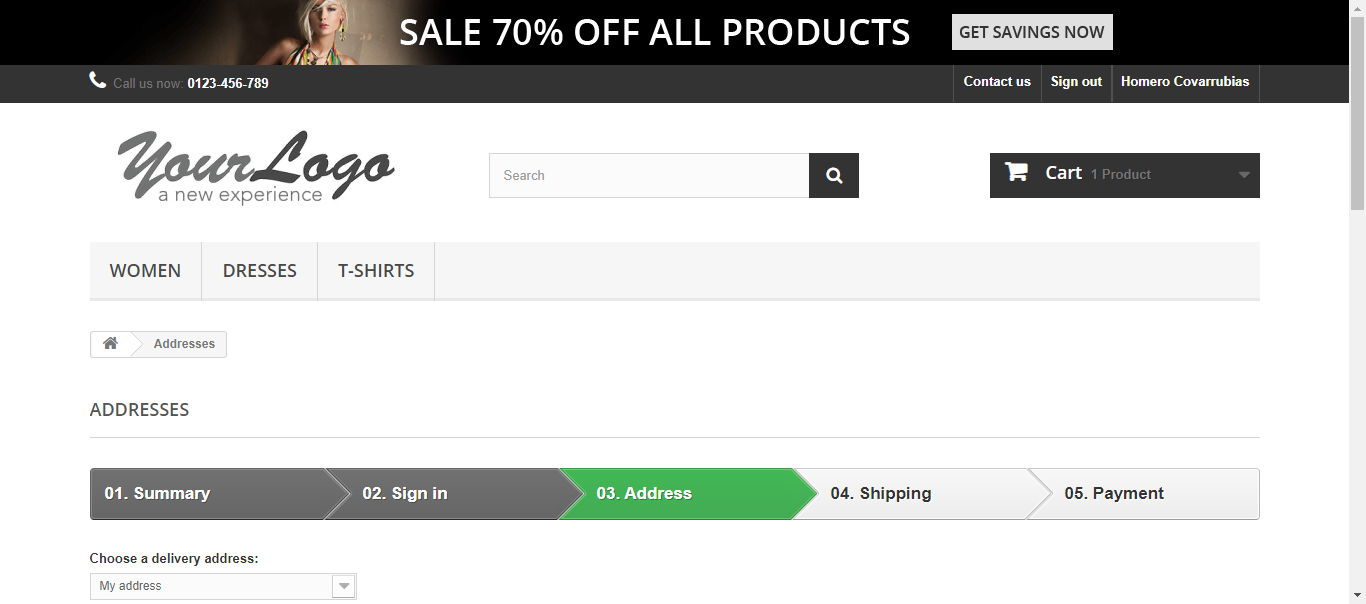 SALE 70% OFF ALL PRODUCTS GET SAVINGS NOW
Call us now: 0123-456-789 Contact us Sign out Homero Covarrubias
Your Logo
a new experience
Search
Cart 1 Product
WOMEN DRESSES T-SHIRTS
Addresses
ADDRESSES
01. Summary 02. Sign in 03. Address 04. Shipping 05. Payment
Choose a delivery address:
My address